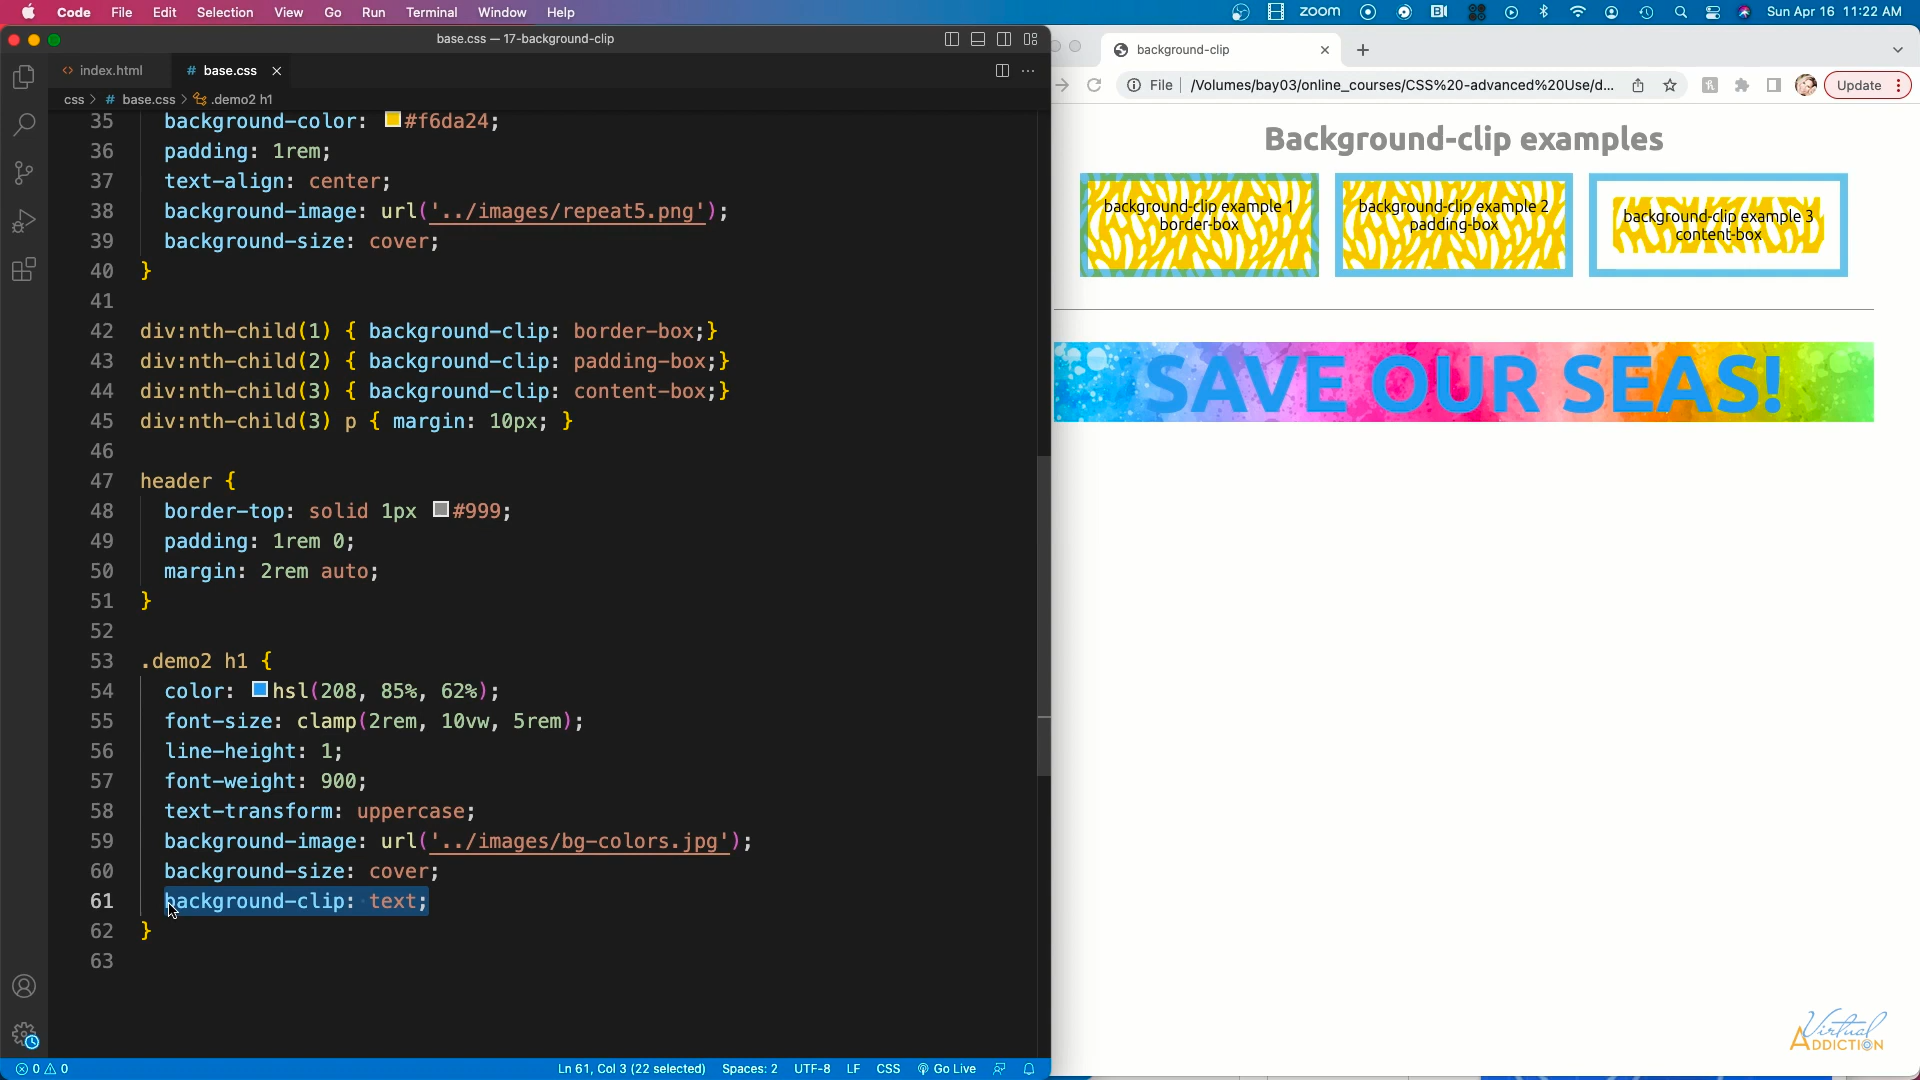 Code File Edit Selection View Go Run Terminal Window Help
zoom
Sun Apr 16 11:22 AM
base.css — 17-background-clip
index.html
# base.css
css > # base.css > .demo2 h1
35 background-color: #f6da24;
36 padding: 1rem;
37 text-align: center;
38 background-image: url('../images/repeat5.png');
39 background-size: cover;
40 }
41
42 div:nth-child(1) { background-clip: border-box;}
43 div:nth-child(2) { background-clip: padding-box;}
44 div:nth-child(3) { background-clip: content-box;}
45 div:nth-child(3) p { margin: 10px; }
46
47 header {
48 border-top: solid 1px #999;
49 padding: 1rem 0;
50 margin: 2rem auto;
51 }
52
53 .demo2 h1 {
54 color: hsl(208, 85%, 62%);
55 font-size: clamp(2rem, 10vw, 5rem);
56 line-height: 1;
57 font-weight: 900;
58 text-transform: uppercase;
59 background-image: url('../images/bg-colors.jpg');
60 background-size: cover;
61 background-clip: text;
62 }
63
0 0
Ln 61, Col 3 (22 selected) Spaces: 2 UTF-8 LF CSS Go Live
background-clip
File /Volumes/bay03/online_courses/CSS%20-advanced%20Use/d...
Update
Background-clip examples
background-clip example 1
border-box
background-clip example 2
padding-box
background-clip example 3
content-box
SAVE OUR SEAS!
Virtual
ADDICTION